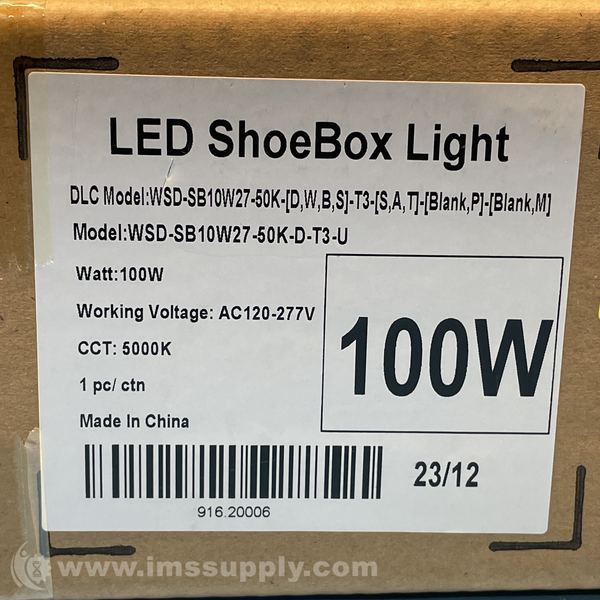 LED ShoeBox Light
DLC Model:WSD-SB10W27-50K-[D,W,B,S]-T3-[S,A,T]-[Blank,P]-[Blank,M]
Model:WSD-SB10W27-50K-D-T3-U
Watt:100W
Working Voltage: AC120-277V
CCT: 5000K
1 pc/ ctn
Made In China
100W
916.20006
23/12
www.imssupply.com